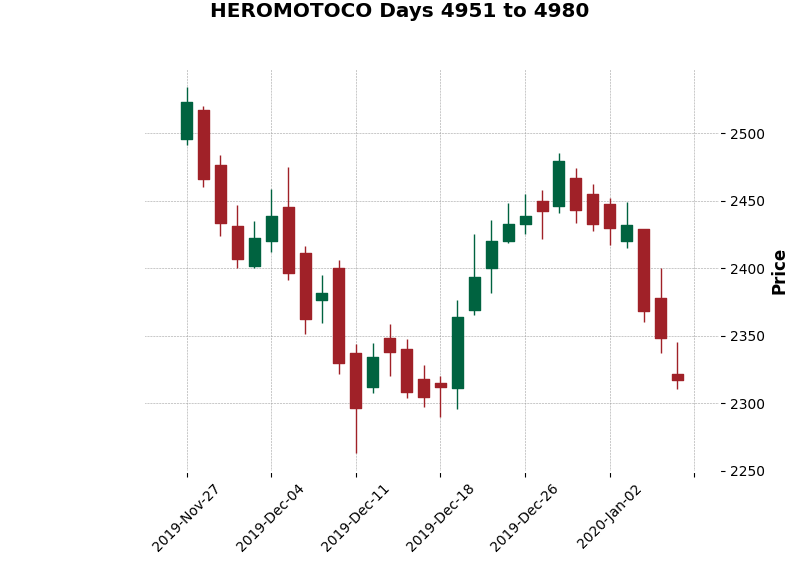 HEROMOTOCO Days 4951 to 4980
2500
2450
2400
2350
2300
2250
Price
2019-Nov-27
2019-Dec-04
2019-Dec-11
2019-Dec-18
2019-Dec-26
2020-Jan-02